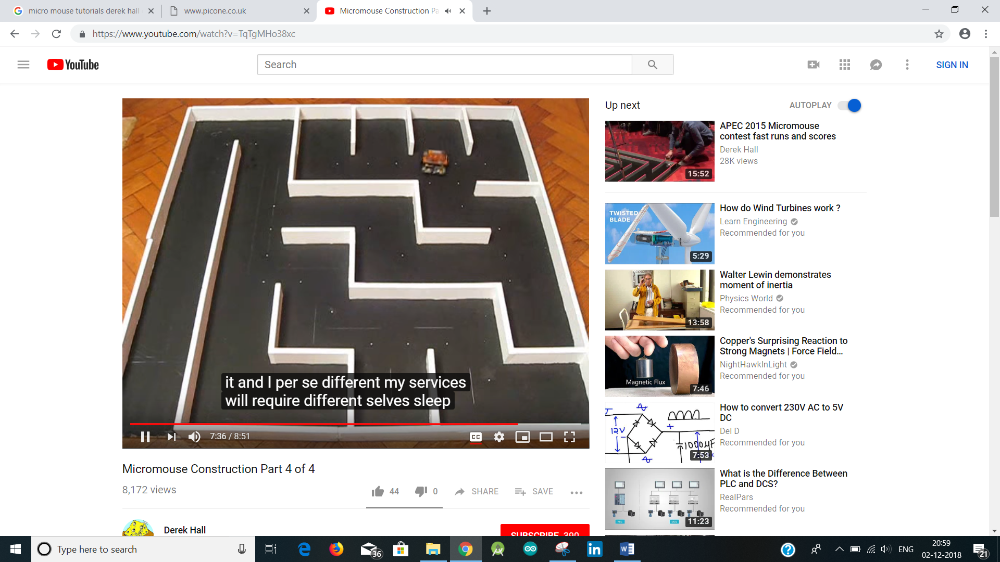 micro mouse tutorials derek hall
www.picone.co.uk
Micromouse Construction Pa
https://www.youtube.com/watch?v=TqTgMHo38xc
YouTube
Search
SIGN IN
it and I per se different my services
will require different selves sleep
7:36 / 8:51
CC
Micromouse Construction Part 4 of 4
8,172 views
44
0
SHARE
SAVE
Derek Hall
SUBSCRIBE 390
Up next
AUTOPLAY
15:52
APEC 2015 Micromouse
contest fast runs and scores
Derek Hall
28K views
TWISTED
BLADE
5:29
How do Wind Turbines work ?
Learn Engineering
Recommended for you
13:58
Walter Lewin demonstrates
moment of inertia
Physics World
Recommended for you
Magnetic Flux
7:46
Copper's Surprising Reaction to
Strong Magnets | Force Field...
NightHawkInLight
Recommended for you
12V
+
1000µF
7:53
How to convert 230V AC to 5V
DC
Del D
Recommended for you
PLC
DCS
11:23
What is the Difference Between
PLC and DCS?
RealPars
Recommended for you
Type here to search
36
ENG
20:59
02-12-2018
21